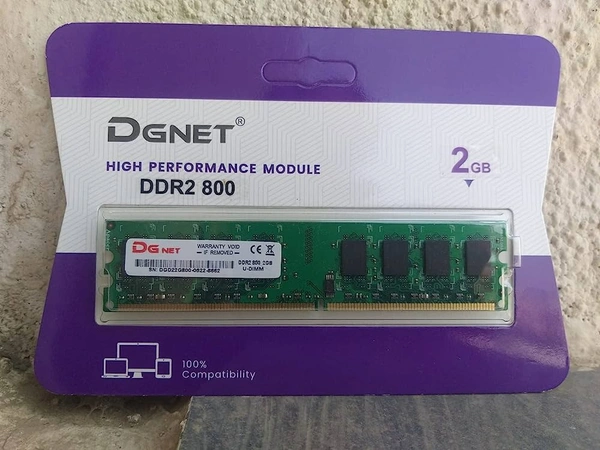 DGNET®
HIGH PERFORMANCE MODULE
DDR2 800
2GB
DG NET
WARRANTY VOID
— IF REMOVED —
CE
DDR2 800 2GB
U-DIMM
100%
Compatibility